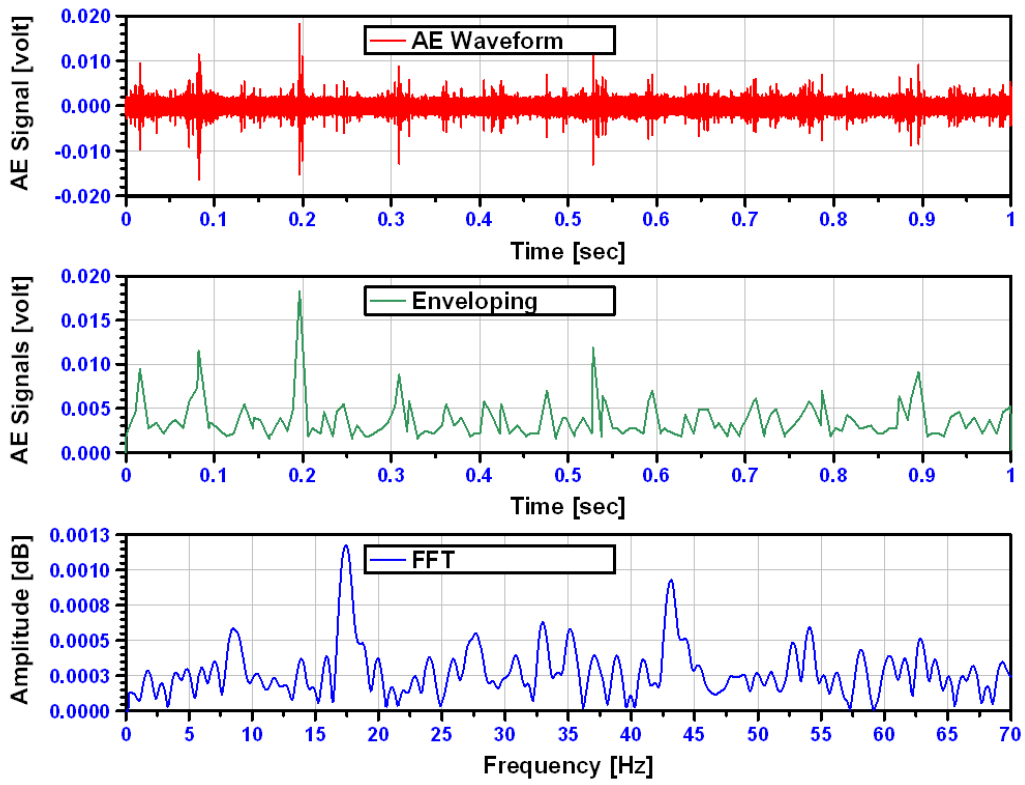 AE Signal [volt]
0.020
0.010
0.000
-0.010
-0.020
AE Waveform
0 0.1 0.2 0.3 0.4 0.5 0.6 0.7 0.8 0.9 1
Time [sec]
AE Signals [volt]
0.020
0.015
0.010
0.005
0.000
Enveloping
0 0.1 0.2 0.3 0.4 0.5 0.6 0.7 0.8 0.9 1
Time [sec]
Amplitude [dB]
0.0013
0.0010
0.0008
0.0005
0.0003
0.0000
FFT
0 5 10 15 20 25 30 35 40 45 50 55 60 65 70
Frequency [Hz]